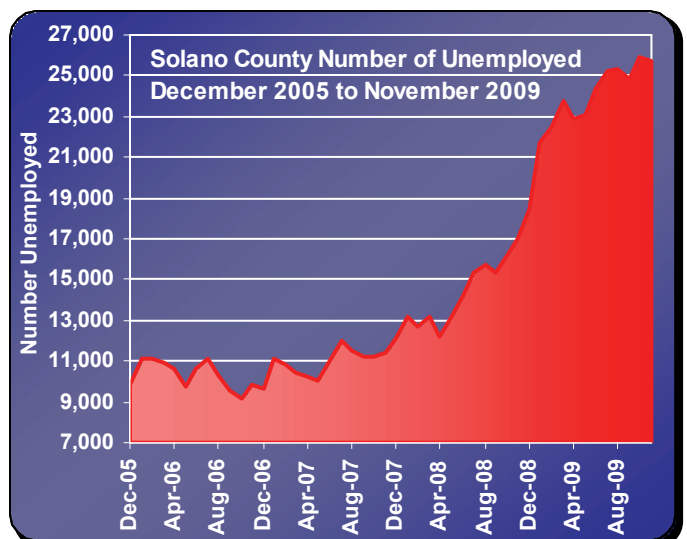 Solano County Number of Unemployed
December 2005 to November 2009
Number Unemployed
27,000
25,000
23,000
21,000
19,000
17,000
15,000
13,000
11,000
9,000
7,000
Dec-05
Apr-06
Aug-06
Dec-06
Apr-07
Aug-07
Dec-07
Apr-08
Aug-08
Dec-08
Apr-09
Aug-09